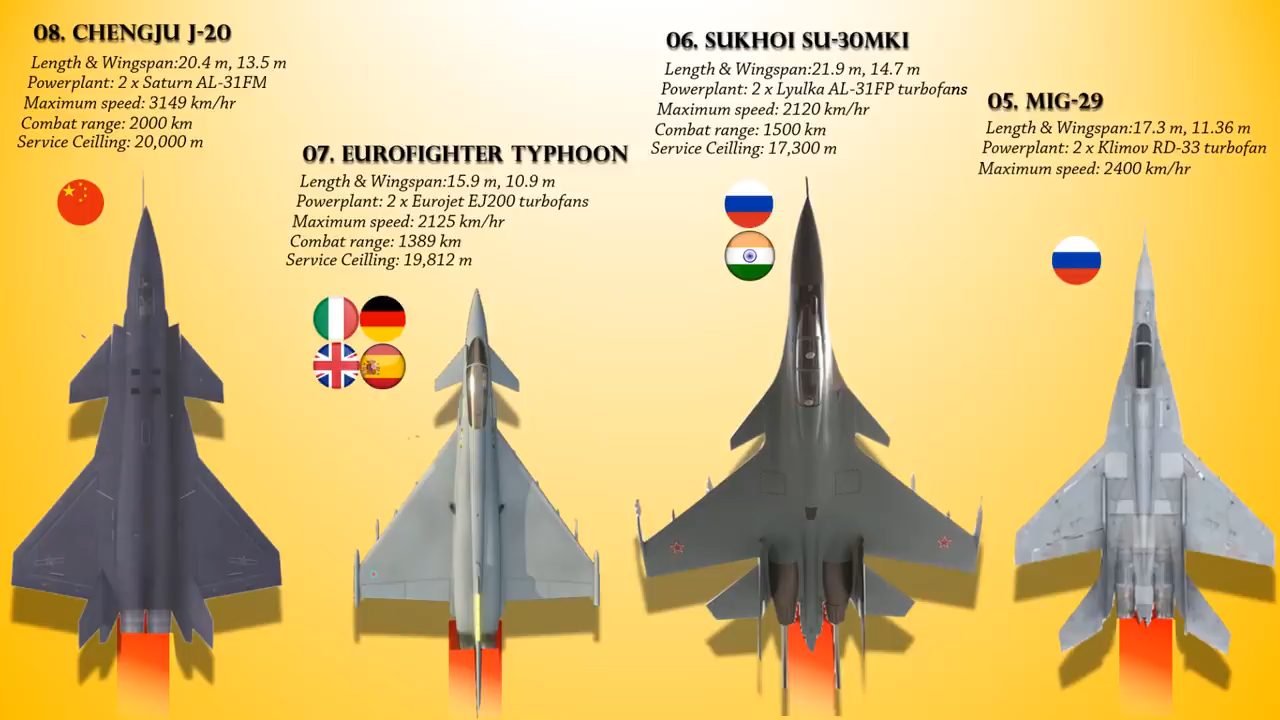 08. CHENGJU J-20
Length & Wingspan:20.4 m, 13.5 m
Powerplant: 2 x Saturn AL-31FM
Maximum speed: 3149 km/hr
Combat range: 2000 km
Service Ceilling: 20,000 m
07. EUROFIGHTER TYPHOON
Length & Wingspan:15.9 m, 10.9 m
Powerplant: 2 x Eurojet EJ200 turbofans
Maximum speed: 2125 km/hr
Combat range: 1389 km
Service Ceilling: 19,812 m
06. SUKHOI SU-30MKI
Length & Wingspan:21.9 m, 14.7 m
Powerplant: 2 x Lyulka AL-31FP turbofans
Maximum speed: 2120 km/hr
Combat range: 1500 km
Service Ceilling: 17,300 m
05. MIG-29
Length & Wingspan:17.3 m, 11.36 m
Powerplant: 2 x Klimov RD-33 turbofan
Maximum speed: 2400 km/hr